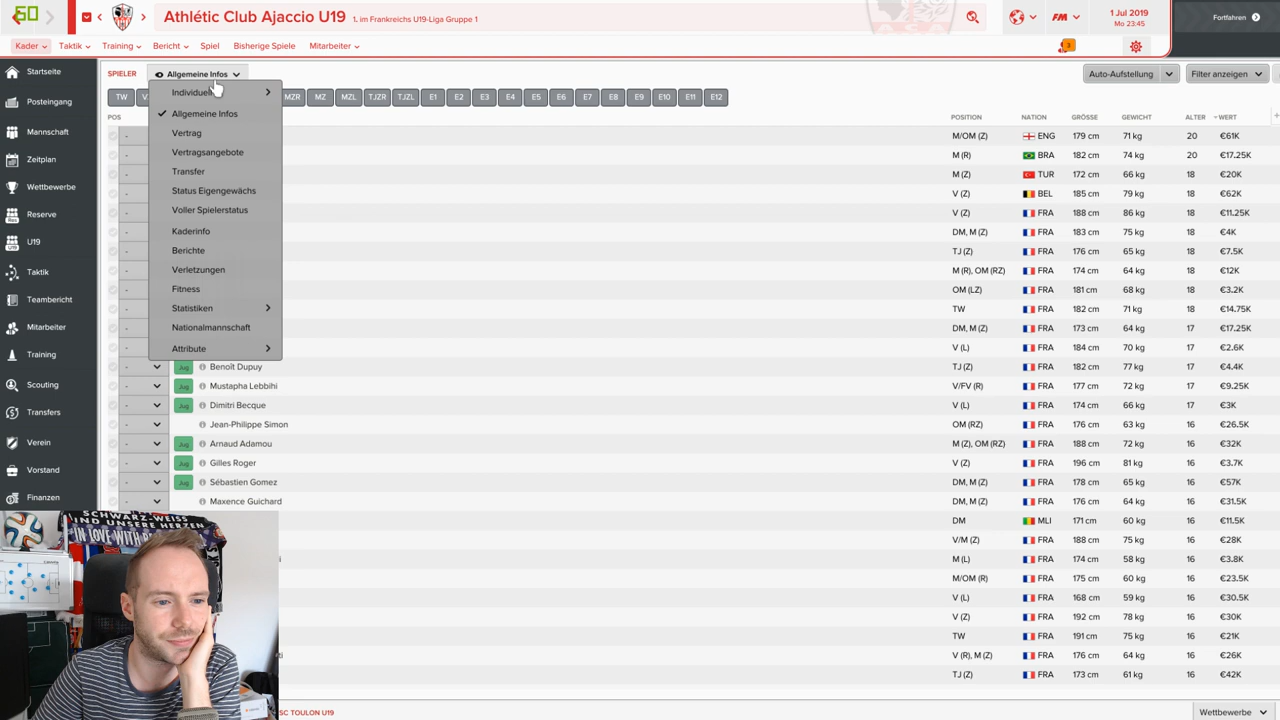 60
Athlétic Club Ajaccio U19
1. im Frankreichs U19-Liga Gruppe 1
FM
1 Jul 2019
Mo 23:45
Fortfahren
Kader Taktik Training Bericht Spiel Bisherige Spiele Mitarbeiter
3
Startseite
Posteingang
Mannschaft
Zeitplan
Wettbewerbe
Reserve
U19
Taktik
Teambericht
Mitarbeiter
Training
Scouting
Transfers
Verein
Vorstand
Finanzen
SPIELER Allgemeine Infos
Auto-Aufstellung Filter anzeigen
TW MZR MZ MZL TJZR TJZL E1 E2 E3 E4 E5 E6 E7 E8 E9 E10 E11 E12
POS POSITION NATION GRÖSSE GEWICHT ALTER WERT
Allgemeine Infos
Vertrag
Vertragsangebote
Transfer
Status Eigengewächs
Voller Spielerstatus
Kaderinfo
Berichte
Verletzungen
Fitness
Statistiken
Nationalmannschaft
Attribute
M/OM (Z) ENG 179 cm 71 kg 20 €61K
M (R) BRA 182 cm 74 kg 20 €17.25K
M (Z) TUR 172 cm 66 kg 18 €20K
V (Z) BEL 185 cm 79 kg 18 €62K
V (Z) FRA 188 cm 86 kg 18 €11.25K
DM, M (Z) FRA 183 cm 75 kg 18 €4K
TJ (Z) FRA 176 cm 65 kg 18 €7.5K
M (R), OM (RZ) FRA 174 cm 64 kg 18 €12K
OM (LZ) FRA 181 cm 68 kg 18 €3.2K
TW FRA 182 cm 71 kg 18 €14.75K
DM, M (Z) FRA 173 cm 64 kg 17 €17.25K
V (L) FRA 184 cm 70 kg 17 €2.6K
- Jug Benoît Dupuy TJ (Z) FRA 182 cm 77 kg 17 €4.4K
- Jug Mustapha Lebbihi V/FV (R) FRA 177 cm 72 kg 17 €9.25K
- Jug Dimitri Becque V (L) FRA 174 cm 66 kg 17 €3K
- Jean-Philippe Simon OM (RZ) FRA 176 cm 63 kg 16 €26.5K
- Jug Arnaud Adamou M (Z), OM (RZ) FRA 188 cm 72 kg 16 €32K
- Jug Gilles Roger V (Z) FRA 196 cm 81 kg 16 €3.7K
- Jug Sébastien Gomez DM, M (Z) FRA 178 cm 65 kg 16 €57K
- Maxence Guichard DM, M (Z) FRA 176 cm 64 kg 16 €31.5K
DM MLI 171 cm 60 kg 16 €11.5K
V/M (Z) FRA 188 cm 75 kg 16 €28K
M (L) FRA 174 cm 58 kg 16 €3.8K
M/OM (R) FRA 175 cm 60 kg 16 €23.5K
V (L) FRA 168 cm 59 kg 16 €30.5K
V (Z) FRA 192 cm 78 kg 16 €30K
TW FRA 191 cm 75 kg 16 €21K
V (R), M (Z) FRA 176 cm 64 kg 16 €26K
TJ (Z) FRA 173 cm 61 kg 16 €42K
SCHWARZ-WEISS
IND UNSERE HERZEN
IN LOVE WITH
SC TOULON U19
Wettbewerbe